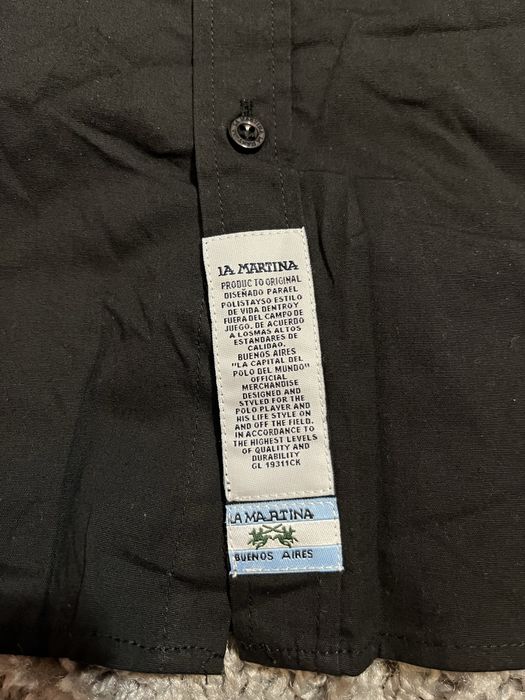 LA MARTINA
PRODUC TO ORIGINAL
DISEÑADO PARAEL
POLISTAYSO ESTILO
DE VIDA DENTROY
FUERA DEL CAMPO DE
JUEGO. DE ACUERDO
A LOSMAS ALTOS
ESTANDARES DE
CALIDAO.
BUENOS AIRES
"LA CAPITAL DEL
POLO DEL MUNDO"
OFFICIAL
MERCHANDISE
DESIGNED AND
STYLED FOR THE
POLO PLAYER AND
HIS LIFE STYLE ON
AND OFF THE FIELD.
IN ACCORDANCE TO
THE HIGHEST LEVELS
OF QUALITY AND
DURABILITY
GL 19311CK
LA MARTINA
BUENOS AIRES